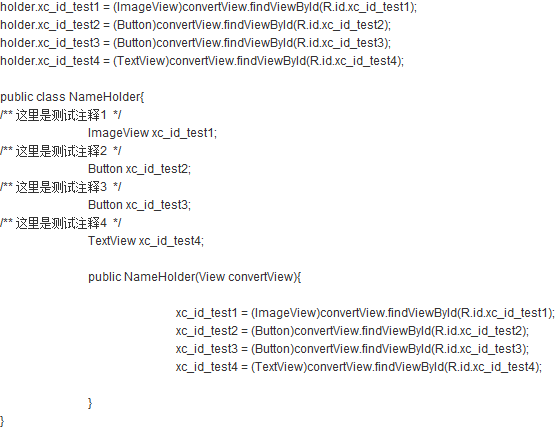 holder.xc_id_test1 = (ImageView)convertView.findViewById(R.id.xc_id_test1);
holder.xc_id_test2 = (Button)convertView.findViewById(R.id.xc_id_test2);
holder.xc_id_test3 = (Button)convertView.findViewById(R.id.xc_id_test3);
holder.xc_id_test4 = (TextView)convertView.findViewById(R.id.xc_id_test4);

public class NameHolder{
/** 这里是测试注释1  */
ImageView xc_id_test1;
/** 这里是测试注释2  */
Button xc_id_test2;
/** 这里是测试注释3  */
Button xc_id_test3;
/** 这里是测试注释4  */
TextView xc_id_test4;

public NameHolder(View convertView){

xc_id_test1 = (ImageView)convertView.findViewById(R.id.xc_id_test1);
xc_id_test2 = (Button)convertView.findViewById(R.id.xc_id_test2);
xc_id_test3 = (Button)convertView.findViewById(R.id.xc_id_test3);
xc_id_test4 = (TextView)convertView.findViewById(R.id.xc_id_test4);

}
}